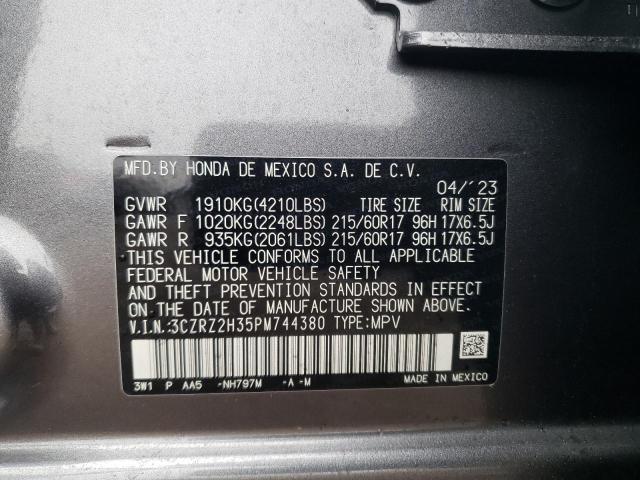 MFD.BY HONDA DE MEXICO S.A. DE C.V.
04/'23
GVWR 1910KG(4210LBS) TIRE SIZE RIM SIZE
GAWR F 1020KG(2248LBS) 215/60R17 96H 17X6.5J
GAWR R 935KG(2061LBS) 215/60R17 96H 17X6.5J
THIS VEHICLE CONFORMS TO ALL APPLICABLE
FEDERAL MOTOR VEHICLE SAFETY
AND THEFT PREVENTION STANDARDS IN EFFECT
ON THE DATE OF MANUFACTURE SHOWN ABOVE.
V.I.N.:3CZRZ2H35PM744380 TYPE:MPV
3W1 P AA5 -NH797M -A -M MADE IN MEXICO